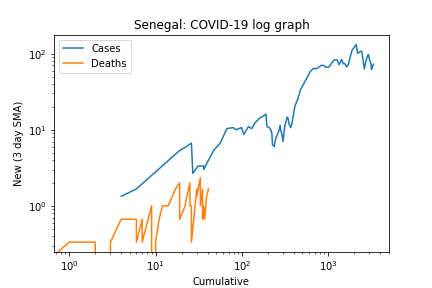 Senegal: COVID-19 log graph
Cases
Deaths
New (3 day SMA)
10²
10¹
10⁰
10⁰
10¹
10²
10³
Cumulative